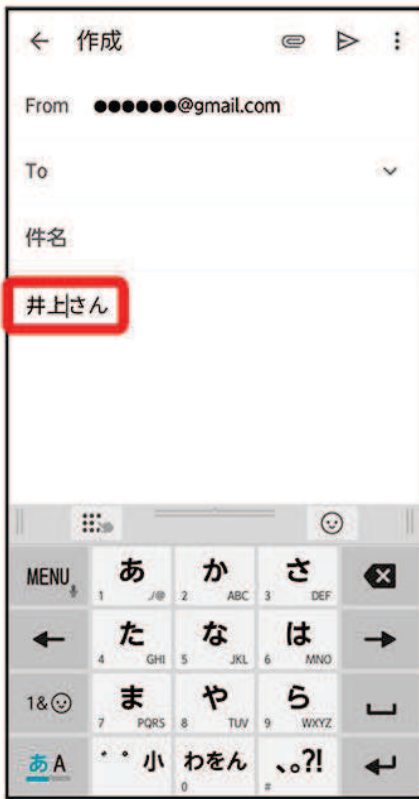 作成
From ●●●●●●@gmail.com
To
件名
井上さん
MENU あ 1 ./@ か 2 ABC さ 3 DEF
た 4 GHI な 5 JKL は 6 MNO
1& ま 7 PQRS や 8 TUV ら 9 WXYZ
あA ゛゜小 わをん 0 、。?! #